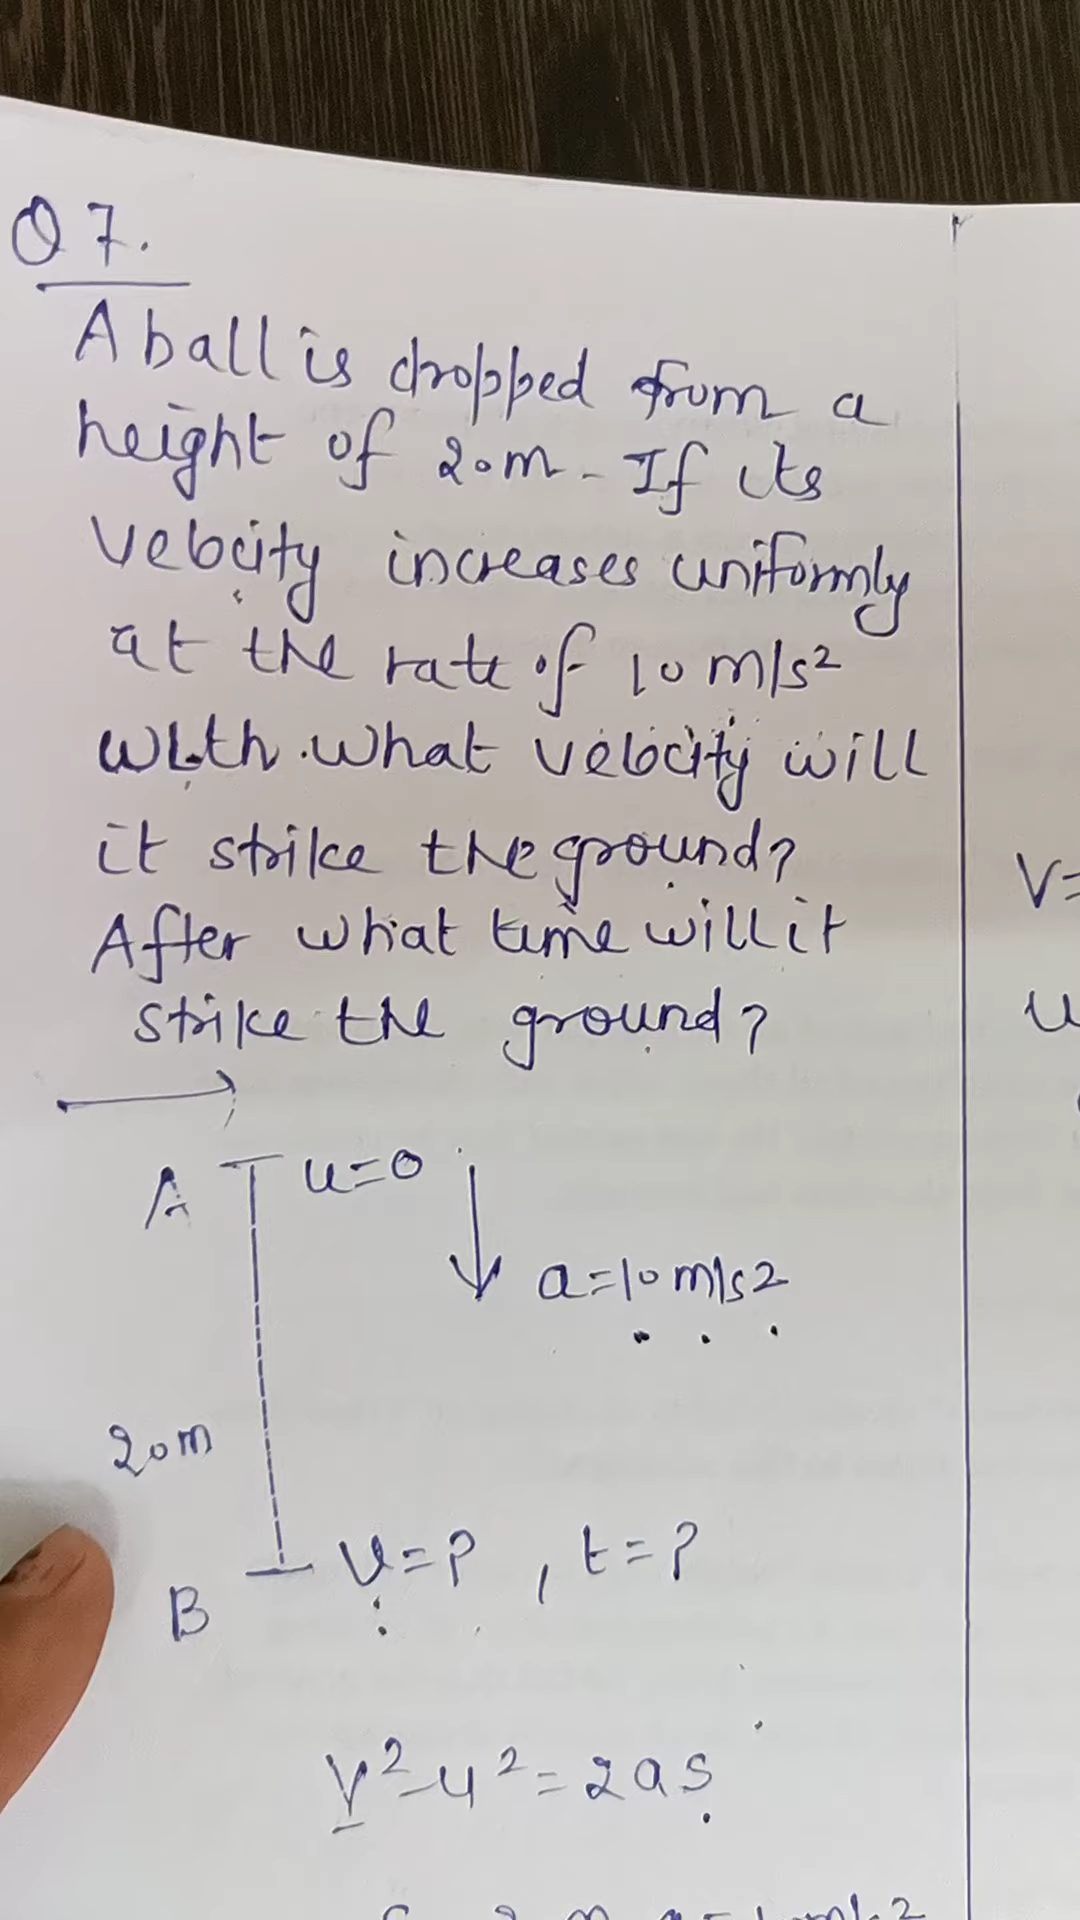 Q7.
A ball is dropped from a
height of 20m. If its
velocity increases uniformly
at the rate of 10 m/s2
with what velocity will
it strike the ground?
After what time will it
strike the ground?
A u=0
a=10m/s2
20m
B v=? , t=?
v2-u2=2as
V=
u